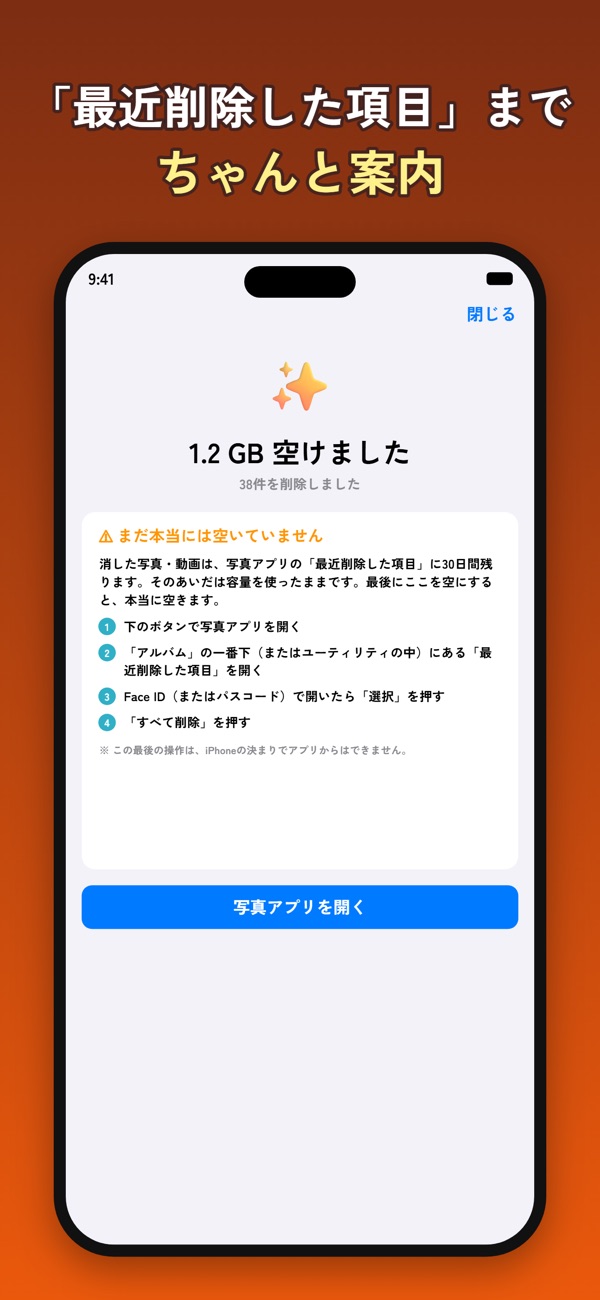 「最近削除した項目」まで
ちゃんと案内
9:41
閉じる
1.2 GB 空けました
38件を削除しました
⚠ まだ本当には空いていません
消した写真・動画は、写真アプリの「最近削除した項目」に30日間残
ります。そのあいだは容量を使ったままです。最後にここを空にする
と、本当に空きます。
1 下のボタンで写真アプリを開く
2 「アルバム」の一番下（またはユーティリティの中）にある「最
近削除した項目」を開く
3 Face ID（またはパスコード）で開いたら「選択」を押す
4 「すべて削除」を押す
※ この最後の操作は、iPhoneの決まりでアプリからはできません。
写真アプリを開く